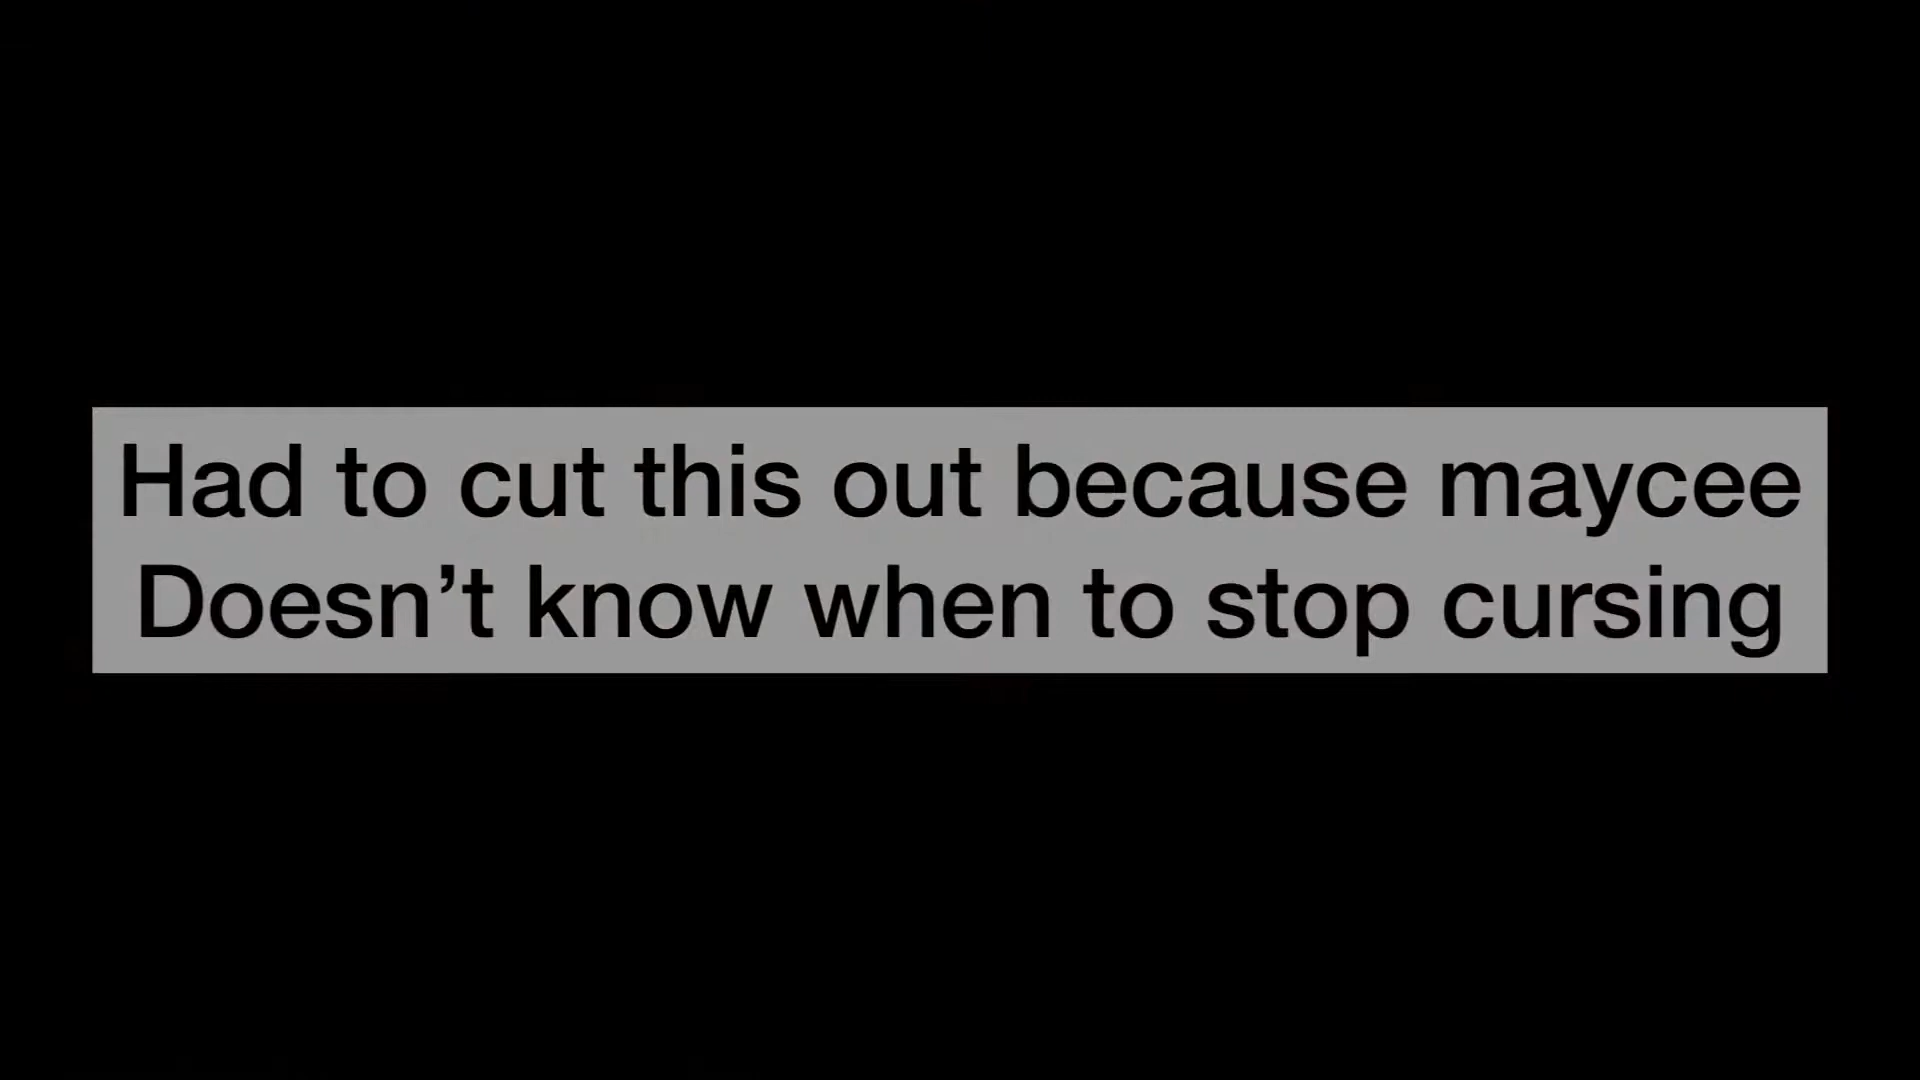 Had to cut this out because maycee
Doesn’t know when to stop cursing